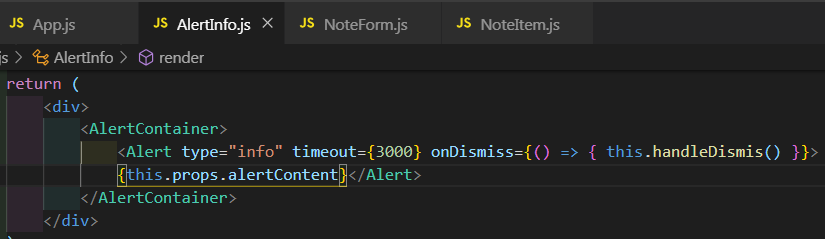 JS App.js JS AlertInfo.js × JS NoteForm.js JS NoteItem.js
js > AlertInfo > render
return (
<div>
<AlertContainer>
<Alert type="info" timeout={3000} onDismiss={() => { this.handleDismis() }}>
{this.props.alertContent}</Alert>
</AlertContainer>
</div>
)